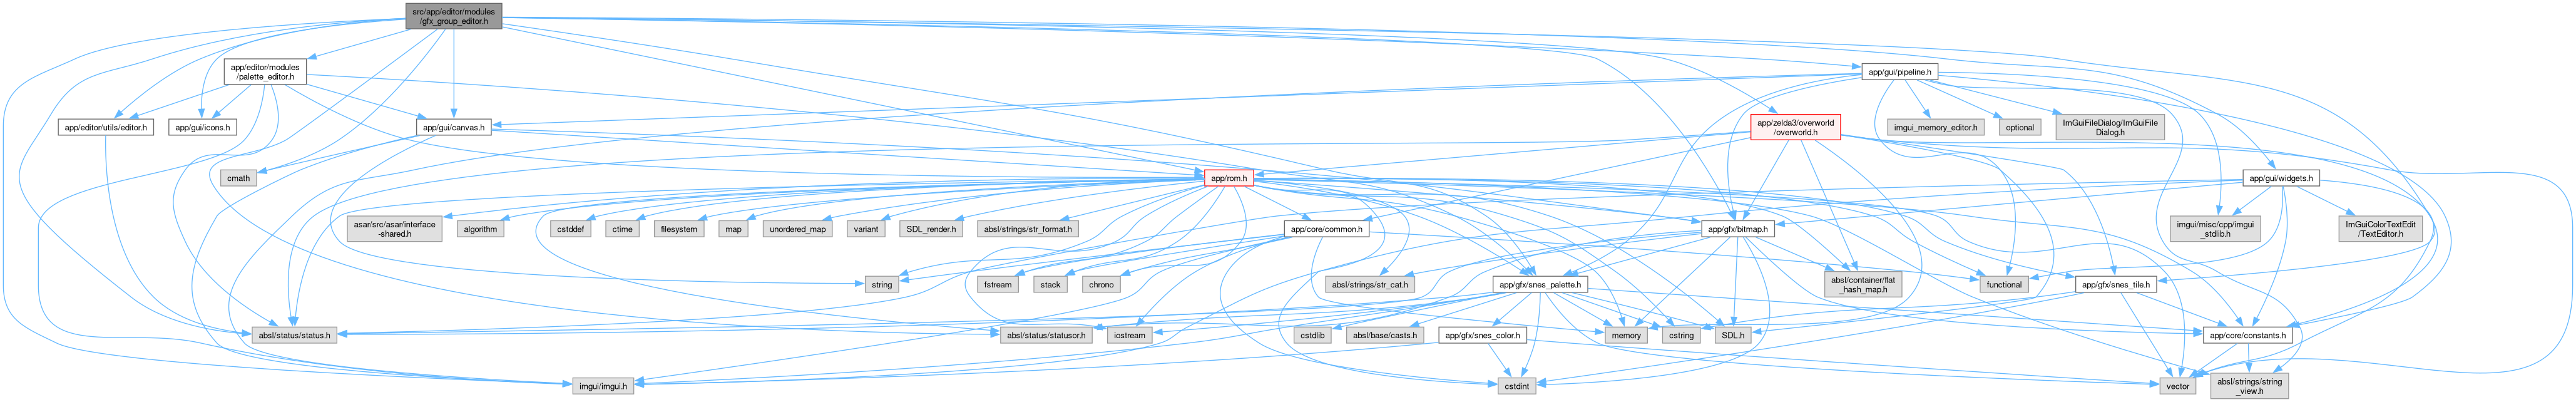 src/app/editor/modules
/gfx_group_editor.h
app/editor/modules
/palette_editor.h
app/gui/pipeline.h
app/editor/utils/editor.h
app/gui/icons.h
app/gui/canvas.h
app/zelda3/overworld
/overworld.h
imgui_memory_editor.h
optional
ImGuiFileDialog/ImGuiFile
Dialog.h
cmath
app/rom.h
app/gui/widgets.h
asar/src/asar/interface
-shared.h
algorithm
cstddef
ctime
filesystem
map
unordered_map
variant
SDL_render.h
absl/strings/str_format.h
app/core/common.h
app/gfx/bitmap.h
imgui/misc/cpp/imgui
_stdlib.h
ImGuiColorTextEdit
/TextEditor.h
string
fstream
stack
chrono
absl/strings/str_cat.h
app/gfx/snes_palette.h
absl/container/flat
_hash_map.h
functional
app/gfx/snes_tile.h
absl/status/status.h
absl/status/statusor.h
iostream
cstdlib
absl/base/casts.h
app/gfx/snes_color.h
memory
cstring
SDL.h
app/core/constants.h
imgui/imgui.h
cstdint
vector
absl/strings/string
_view.h